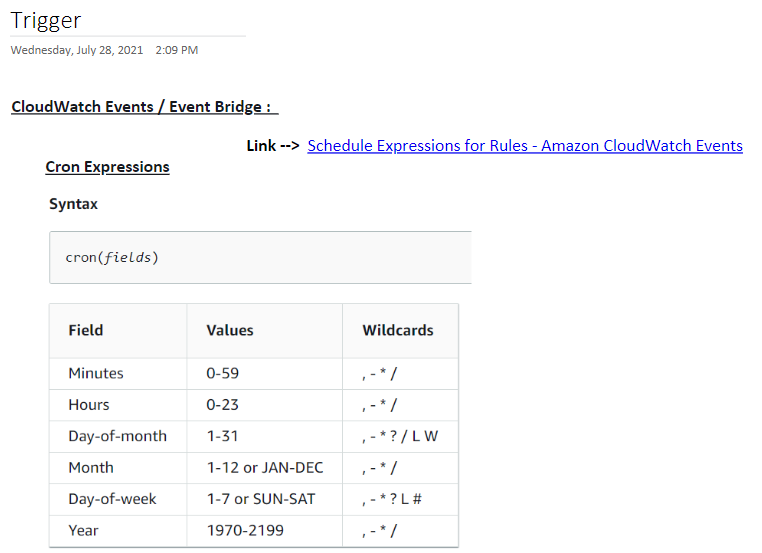 Trigger
Wednesday, July 28, 2021 2:09 PM
CloudWatch Events / Event Bridge :
Link --> Schedule Expressions for Rules - Amazon CloudWatch Events
Cron Expressions
Syntax
cron(fields)
Field Values Wildcards
Minutes 0-59 , - * /
Hours 0-23 , - * /
Day-of-month 1-31 , - * ? / L W
Month 1-12 or JAN-DEC , - * /
Day-of-week 1-7 or SUN-SAT , - * ? L #
Year 1970-2199 , - * /